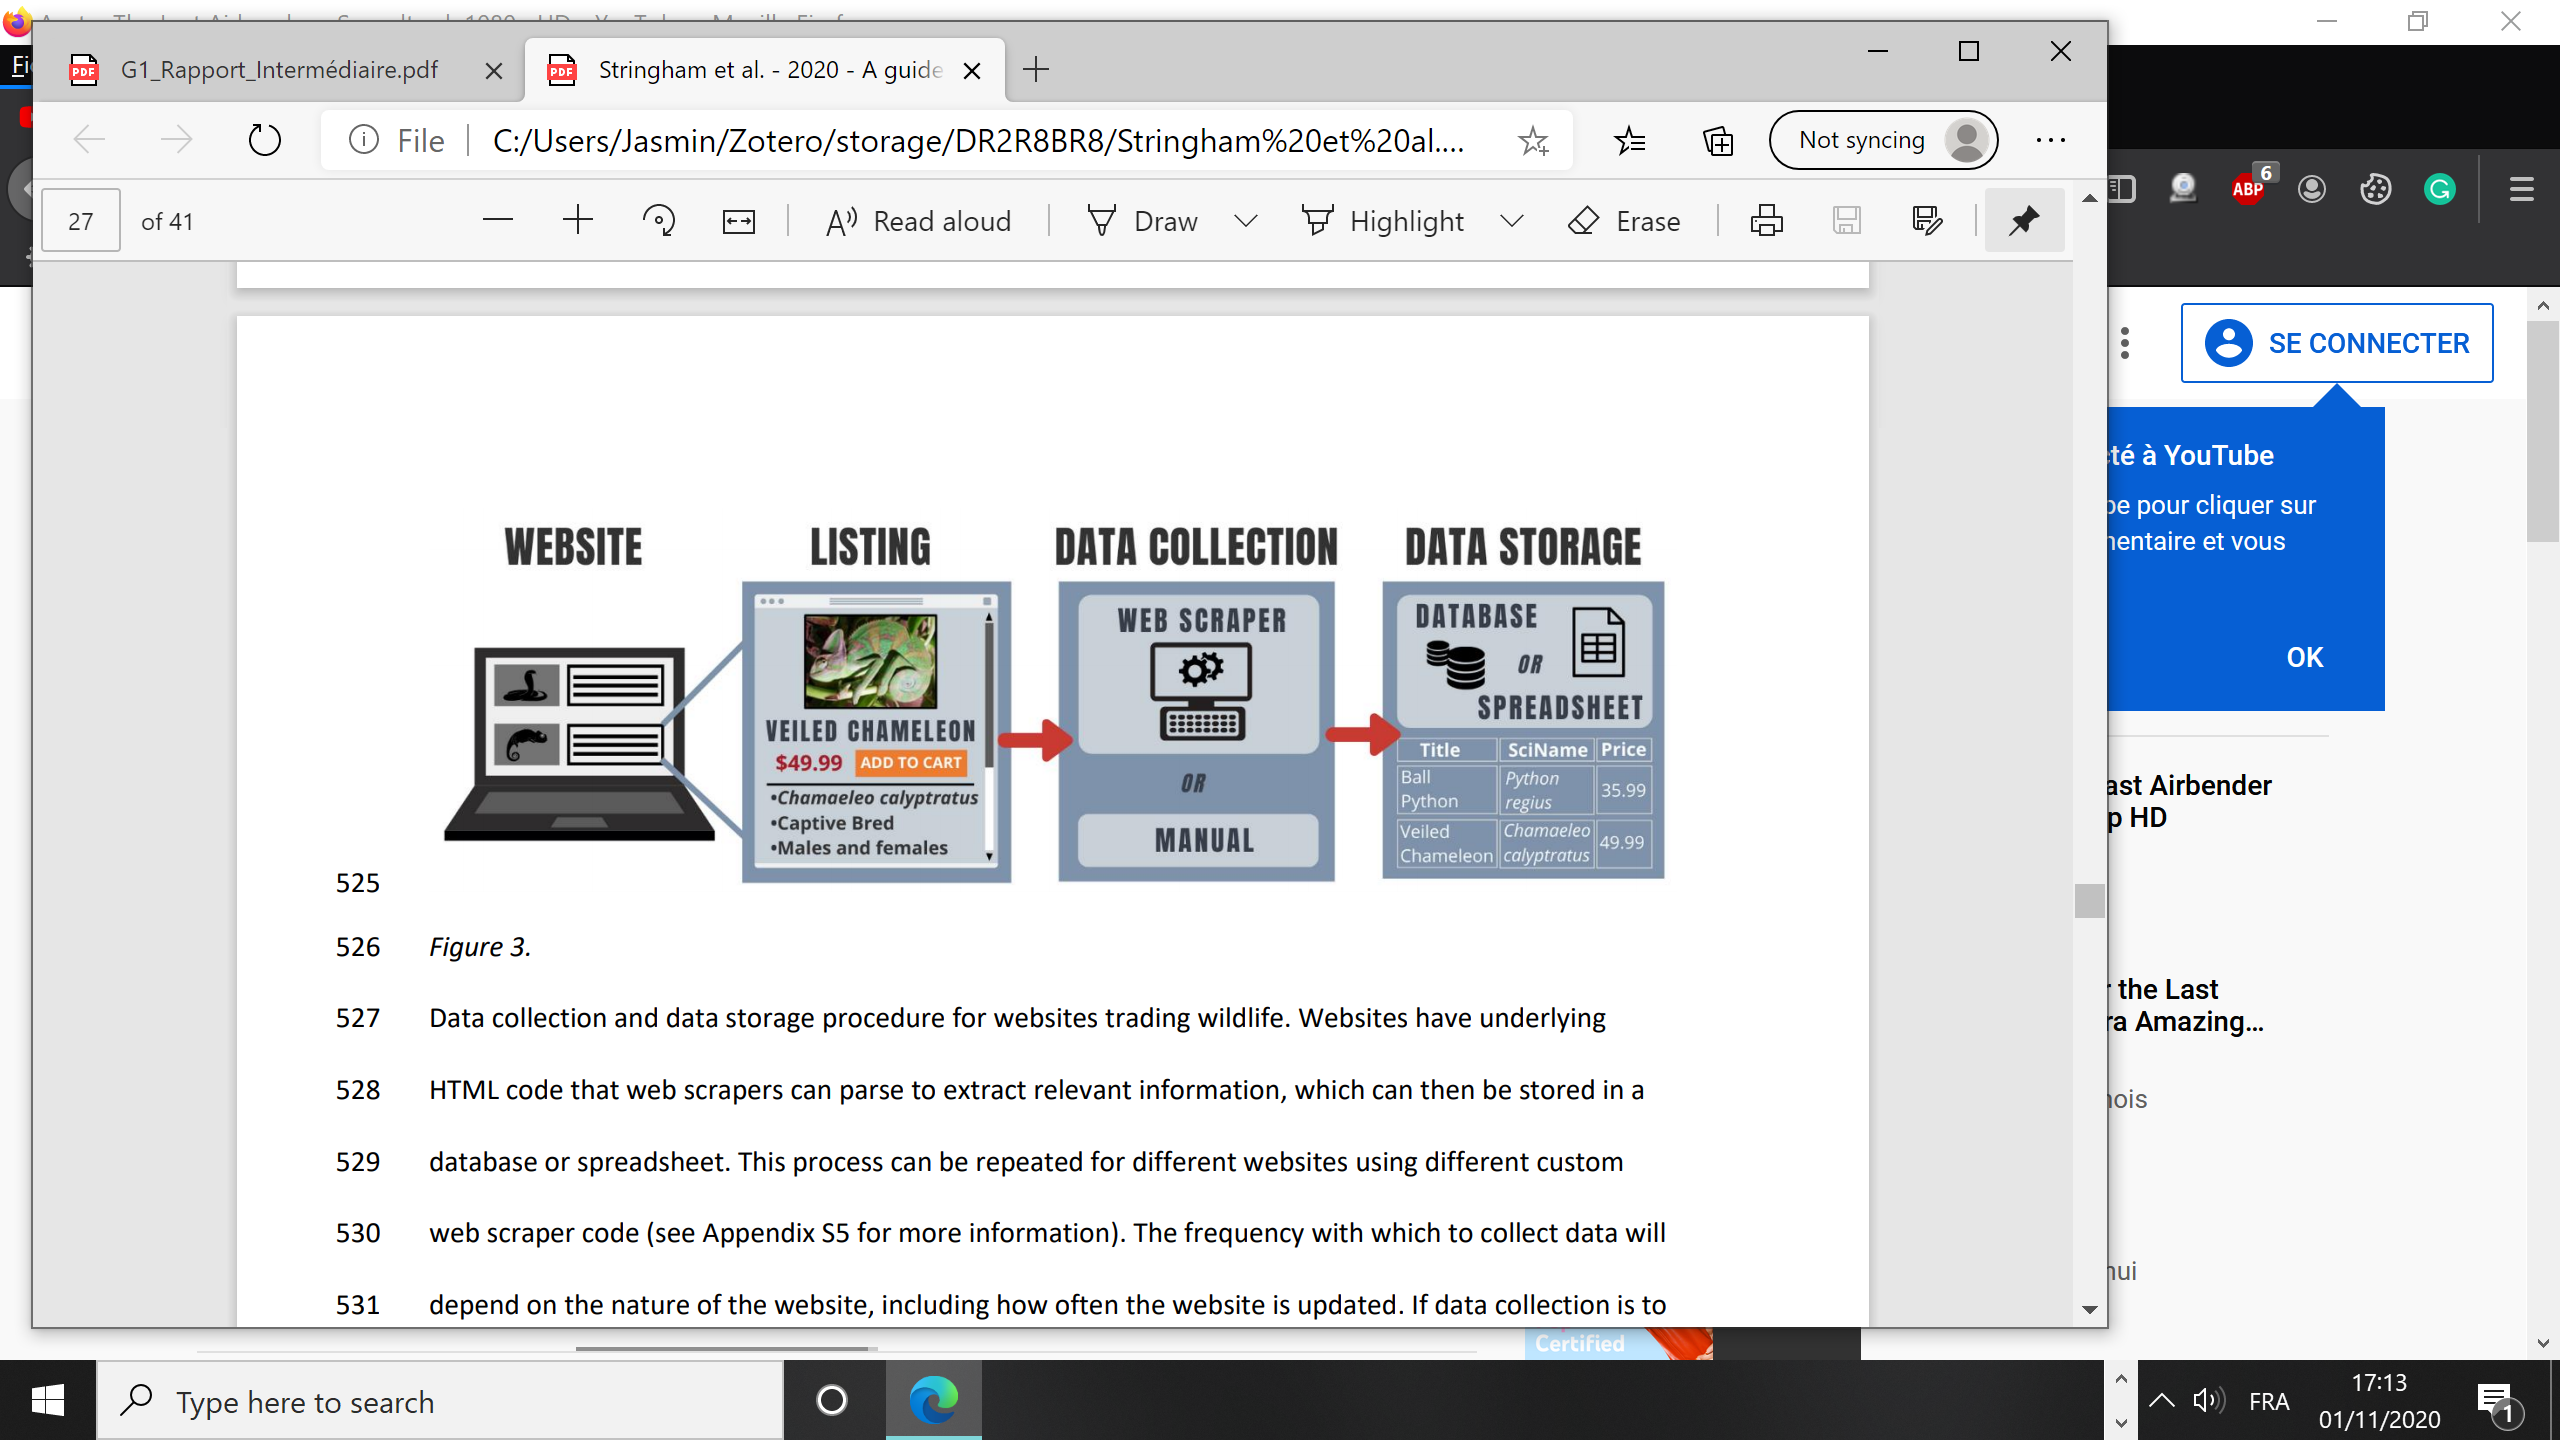 G1_Rapport_Intermédiaire.pdf
Stringham et al. - 2020 - A guide
File
C:/Users/Jasmin/Zotero/storage/DR2R8BR8/Stringham%20et%20al....
Not syncing
27 of 41
Read aloud
Draw
Highlight
Erase
ABP
6
SE CONNECTER
té à YouTube
pour cliquer sur
et vous
OK
Airbender
HD
the Last
Amazing...
WEBSITE
LISTING
DATA COLLECTION
DATA STORAGE
VEILED CHAMELEON
$49.99 ADD TO CART
•Chamaeleo calyptratus
•Captive Bred
•Males and females
WEB SCRAPER
OR
MANUAL
DATABASE
OR
SPREADSHEET
Title SciName Price
Ball Python Python regius 35.99
Veiled Chameleon Chamaeleo calyptratus 49.99
525
526 Figure 3.
527 Data collection and data storage procedure for websites trading wildlife. Websites have underlying
528 HTML code that web scrapers can parse to extract relevant information, which can then be stored in a
529 database or spreadsheet. This process can be repeated for different websites using different custom
530 web scraper code (see Appendix S5 for more information). The frequency with which to collect data will
531 depend on the nature of the website, including how often the website is updated. If data collection is to
Certified
Type here to search
FRA
17:13
01/11/2020
1